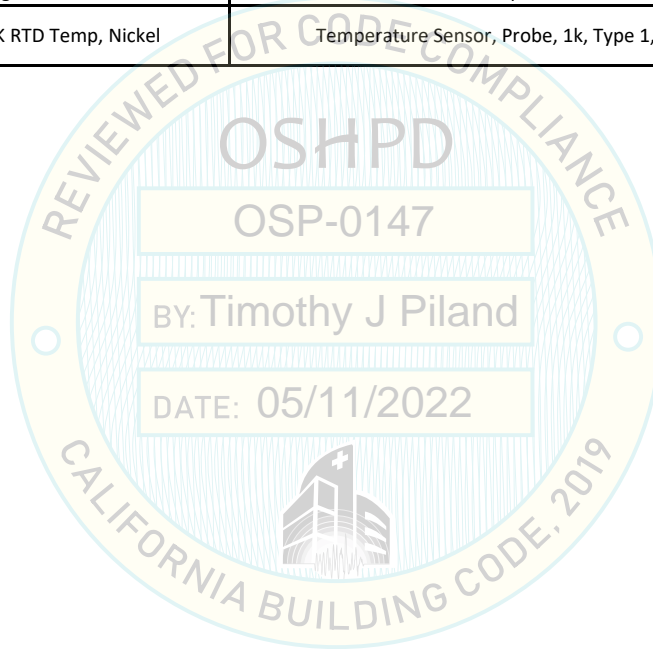 K RTD Temp, Nickel
Temperature Sensor, Probe, 1k, Type 1,
REVIEWED FOR CODE COMPLIANCE
OSHPD
OSP-0147
BY: Timothy J Piland
DATE: 05/11/2022
CALIFORNIA BUILDING CODE, 2019